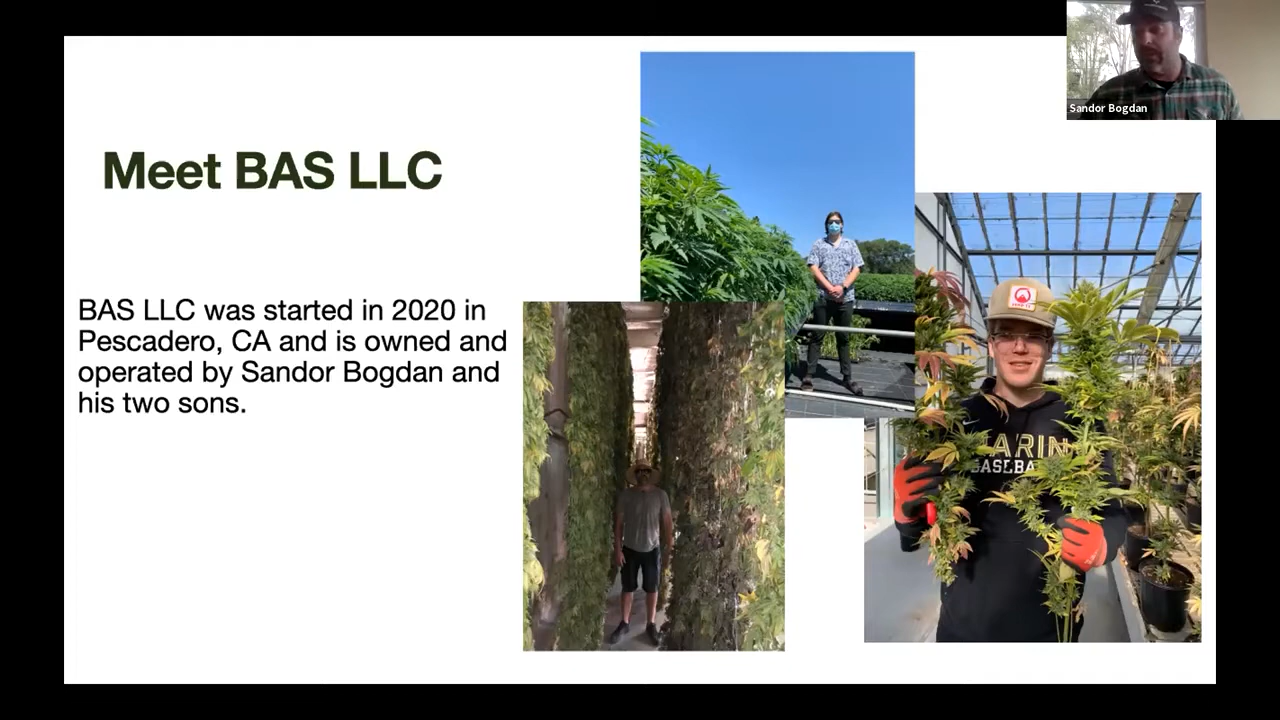 Meet BAS LLC
BAS LLC was started in 2020 in
Pescadero, CA and is owned and
operated by Sandor Bogdan and
his two sons.
Sandor Bogdan